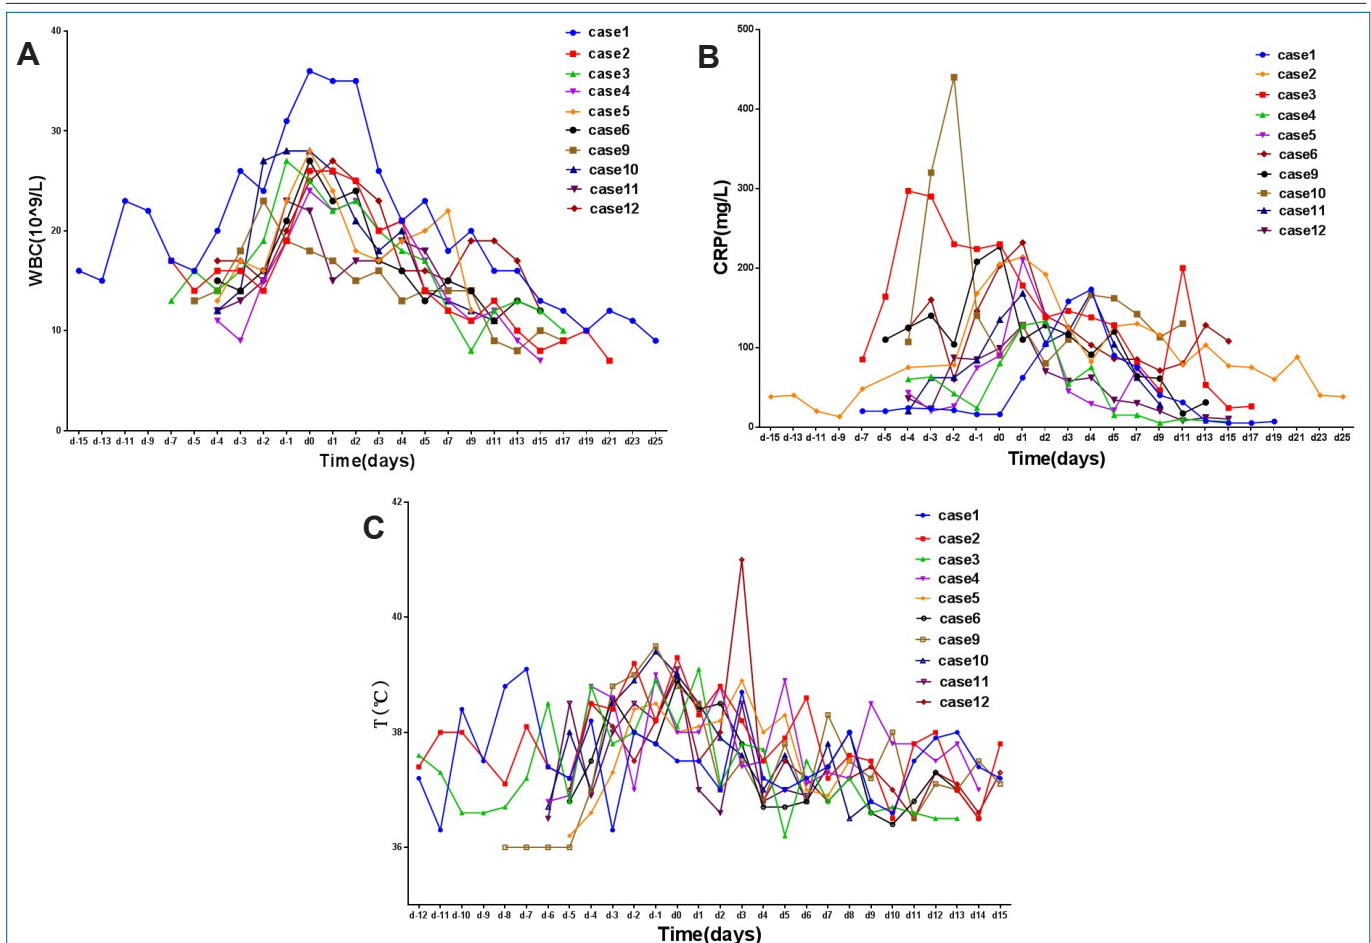 A
WBC(10^9/L)
40
30
20
10
0
d-15 d-13 d-11 d-9 d-7 d-5 d-4 d-3 d-2 d-1 d0 d1 d2 d3 d4 d5 d7 d9 d11 d13 d15 d17 d19 d21 d23 d25
Time(days)
case1
case2
case3
case4
case5
case6
case9
case10
case11
case12
B
CRP(mg/L)
500
400
300
200
100
0
d-15 d-13 d-11 d-9 d-7 d-5 d-4 d-3 d-2 d-1 d0 d1 d2 d3 d4 d5 d7 d9 d11 d13 d15 d17 d19 d21 d23 d25
Time(days)
case1
case2
case3
case4
case5
case6
case9
case10
case11
case12
C
T(℃)
42
40
38
36
d-12 d-11 d-10 d-9 d-8 d-7 d-6 d-5 d-4 d-3 d-2 d-1 d0 d1 d2 d3 d4 d5 d6 d7 d8 d9 d10 d11 d12 d13 d14 d15
Time(days)
case1
case2
case3
case4
case5
case6
case9
case10
case11
case12